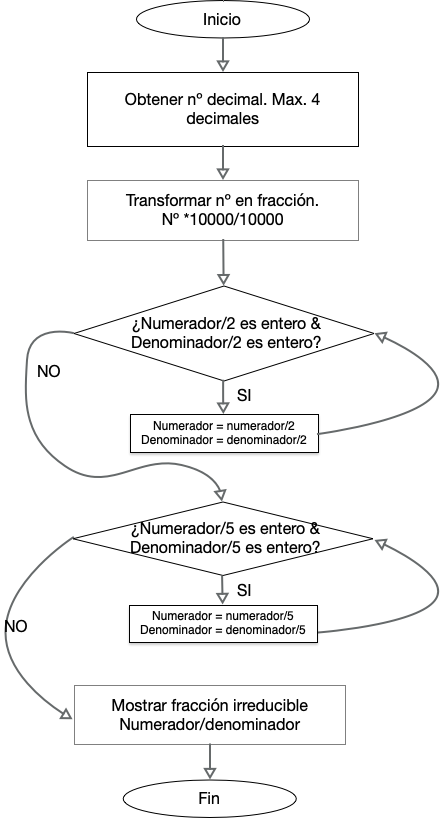 Inicio
Obtener nº decimal. Max. 4
decimales
Transformar nº en fracción.
Nº *10000/10000
¿Numerador/2 es entero &
Denominador/2 es entero?
NO
SI
Numerador = numerador/2
Denominador = denominador/2
¿Numerador/5 es entero &
Denominador/5 es entero?
SI
NO
Numerador = numerador/5
Denominador = denominador/5
Mostrar fracción irreducible
Numerador/denominador
Fin